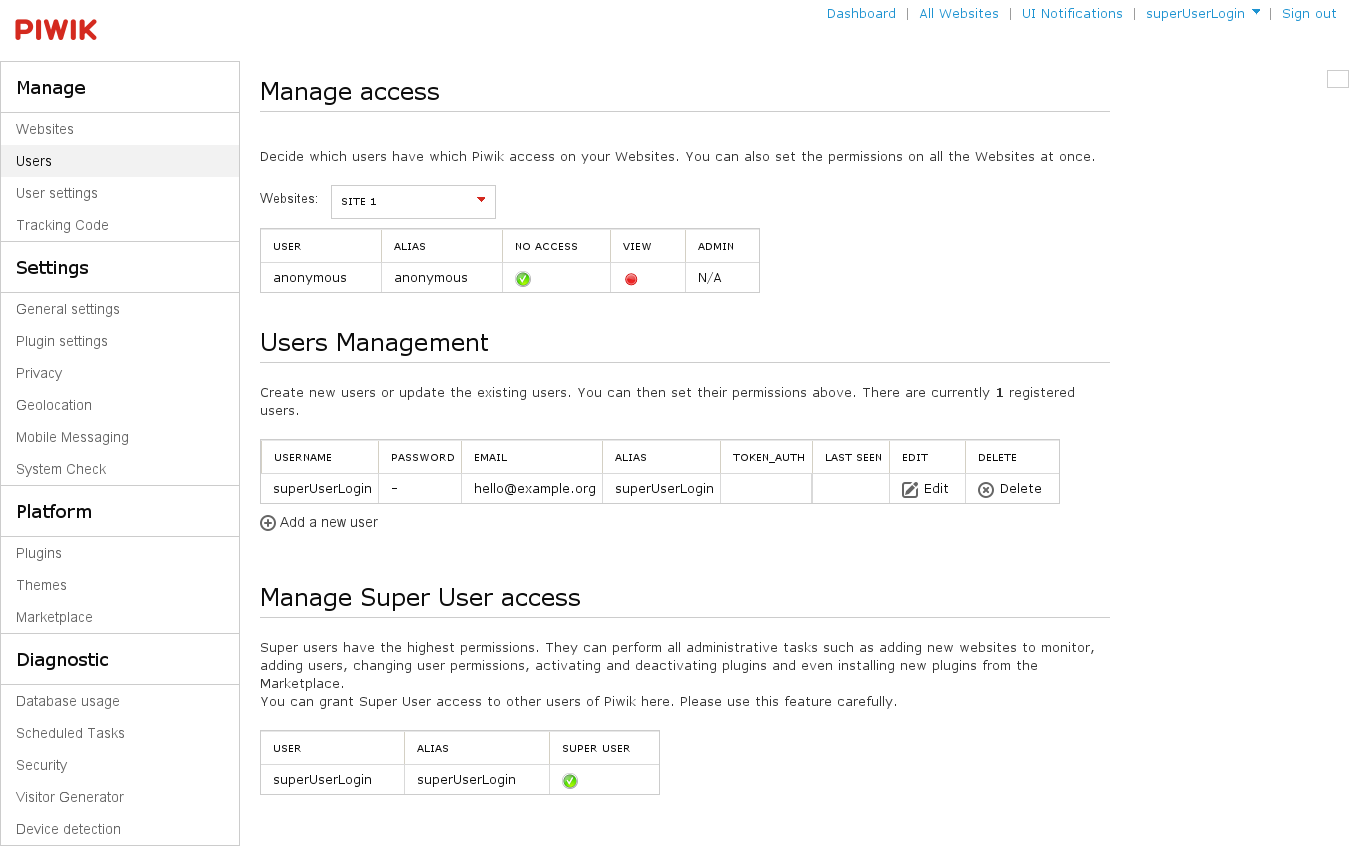 PIWIK
Dashboard | All Websites | UI Notifications | superUserLogin | Sign out
Manage
Websites
Users
User settings
Tracking Code
Settings
General settings
Plugin settings
Privacy
Geolocation
Mobile Messaging
System Check
Platform
Plugins
Themes
Marketplace
Diagnostic
Database usage
Scheduled Tasks
Security
Visitor Generator
Device detection
Manage access
Decide which users have which Piwik access on your Websites. You can also set the permissions on all the Websites at once.
Websites: SITE 1
USER ALIAS NO ACCESS VIEW ADMIN
anonymous anonymous N/A
Users Management
Create new users or update the existing users. You can then set their permissions above. There are currently 1 registered
users.
USERNAME PASSWORD EMAIL ALIAS TOKEN_AUTH LAST SEEN EDIT DELETE
superUserLogin - hello@example.org superUserLogin Edit Delete
Add a new user
Manage Super User access
Super users have the highest permissions. They can perform all administrative tasks such as adding new websites to monitor,
adding users, changing user permissions, activating and deactivating plugins and even installing new plugins from the
Marketplace.
You can grant Super User access to other users of Piwik here. Please use this feature carefully.
USER ALIAS SUPER USER
superUserLogin superUserLogin